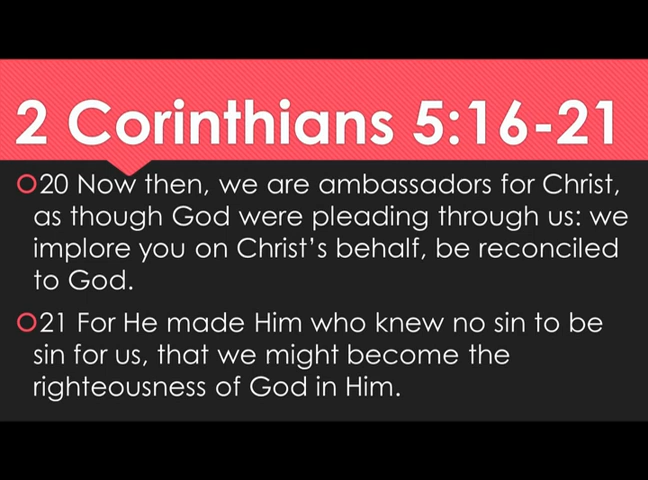 2 Corinthians 5:16-21
20 Now then, we are ambassadors for Christ,
as though God were pleading through us: we
implore you on Christ’s behalf, be reconciled
to God.
21 For He made Him who knew no sin to be
sin for us, that we might become the
righteousness of God in Him.